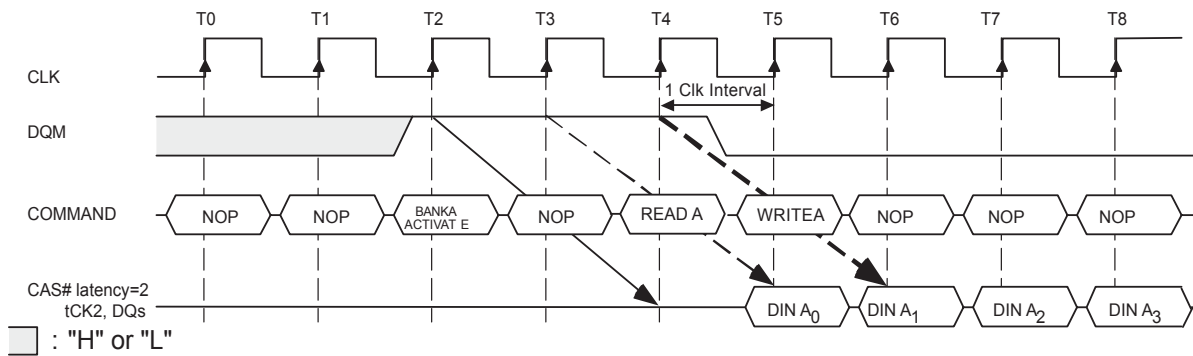 T0 T1 T2 T3 T4 T5 T6 T7 T8
CLK
1 Clk Interval
DQM
COMMAND NOP NOP BANKA ACTIVAT E NOP READ A WRITEA NOP NOP NOP
CAS# latency=2
tCK2, DQs DIN A0 DIN A1 DIN A2 DIN A3
: "H" or "L"